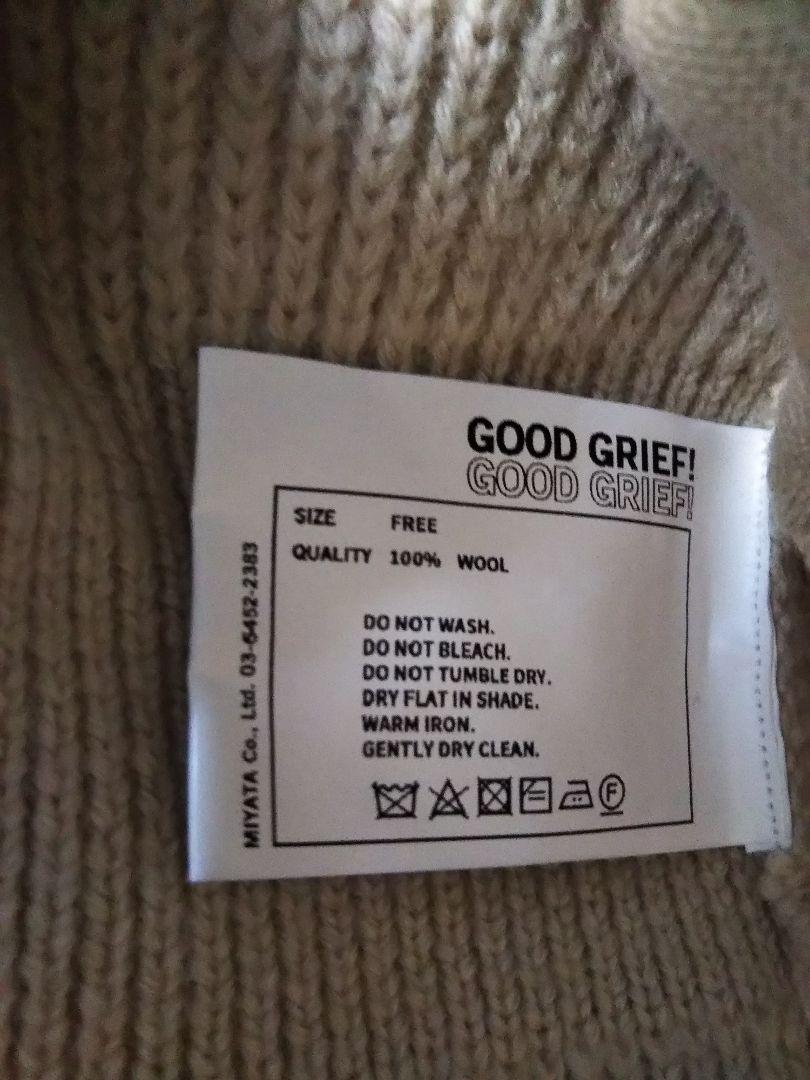 GOOD GRIEF!
GOOD GRIEF!
SIZE FREE
QUALITY 100% WOOL
DO NOT WASH.
DO NOT BLEACH.
DO NOT TUMBLE DRY.
DRY FLAT IN SHADE.
WARM IRON.
GENTLY DRY CLEAN.
F
MIYATA Co., Ltd. 03-6452-2383